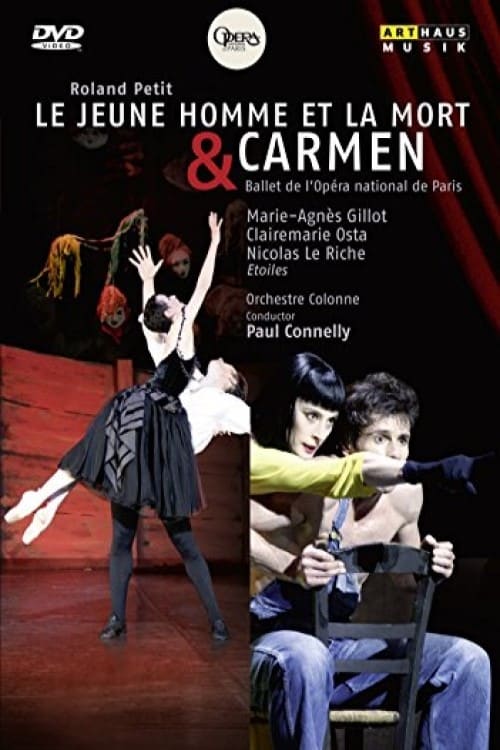 DVD
VIDEO
OPERA
ARTHAUS
MUSIK
Roland Petit
LE JEUNE HOMME ET LA MORT
& CARMEN
Ballet de l'Opéra national de Paris
Marie-Agnès Gillot
Clairemarie Osta
Nicolas Le Riche
Etoiles
Orchestre Colonne
Conductor
Paul Connelly